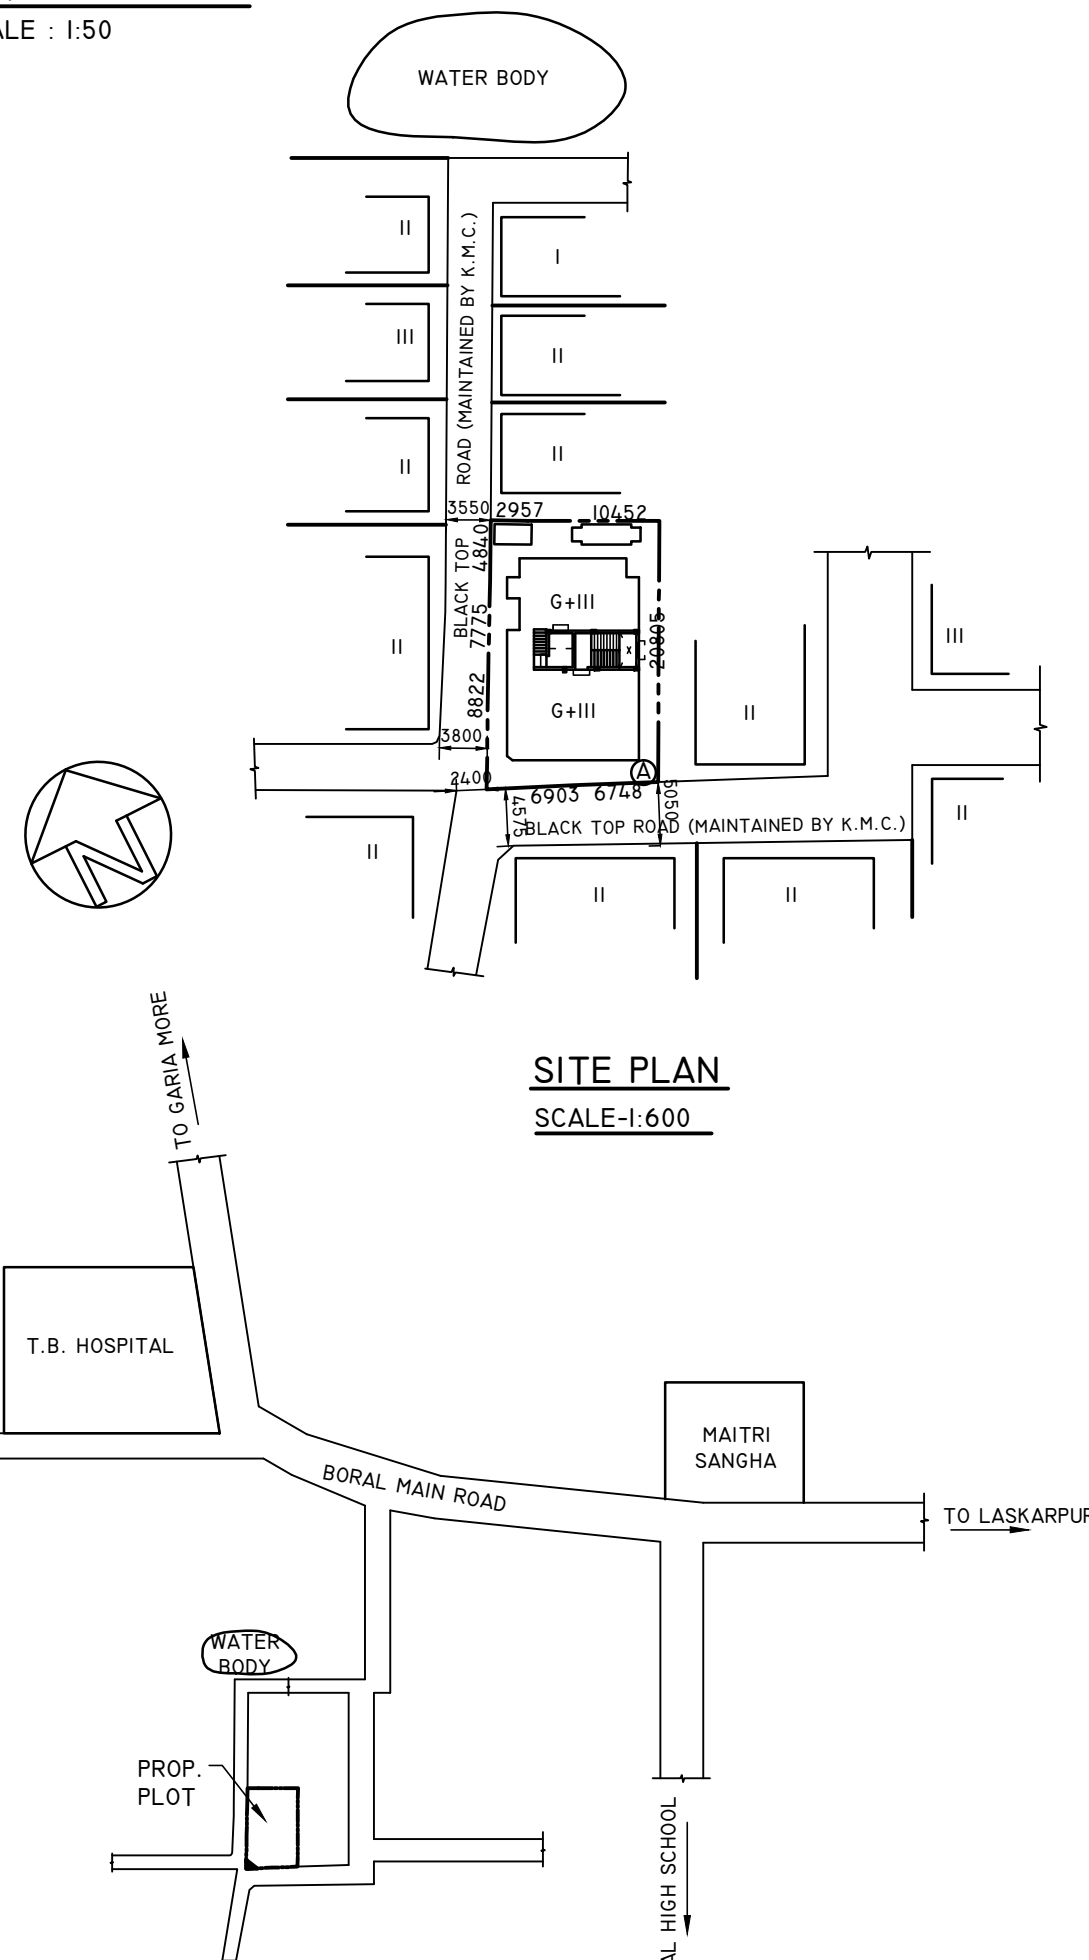 ALE : 1:50
WATER BODY
II
I
III
II
II
II
BLACK TOP ROAD (MAINTAINED BY K.M.C.)
3550
2957
10452
4840
7775
8822
20805
G+III
X
G+III
II
II
III
3800
2400
A
6903
6748
4575
5050
BLACK TOP ROAD (MAINTAINED BY K.M.C.)
II
II
II
II
N
SITE PLAN
SCALE-1:600
TO GARIA MORE
T.B. HOSPITAL
MAITRI
SANGHA
BORAL MAIN ROAD
TO LASKARPUR
WATER
BODY
PROP.
PLOT
AL HIGH SCHOOL